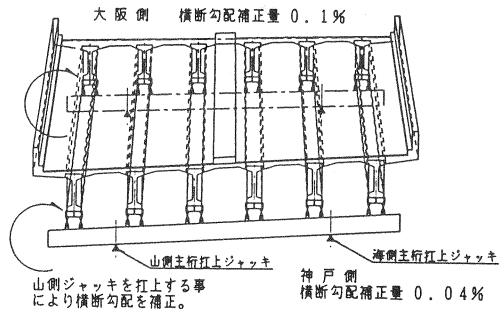 大阪側 横断勾配補正量 0.1%
山側主桁扛上ジャッキ
海側主桁扛上ジャッキ
山側ジャッキを扛上する事
により横断勾配を補正。
神戸側
横断勾配補正量 0.04%